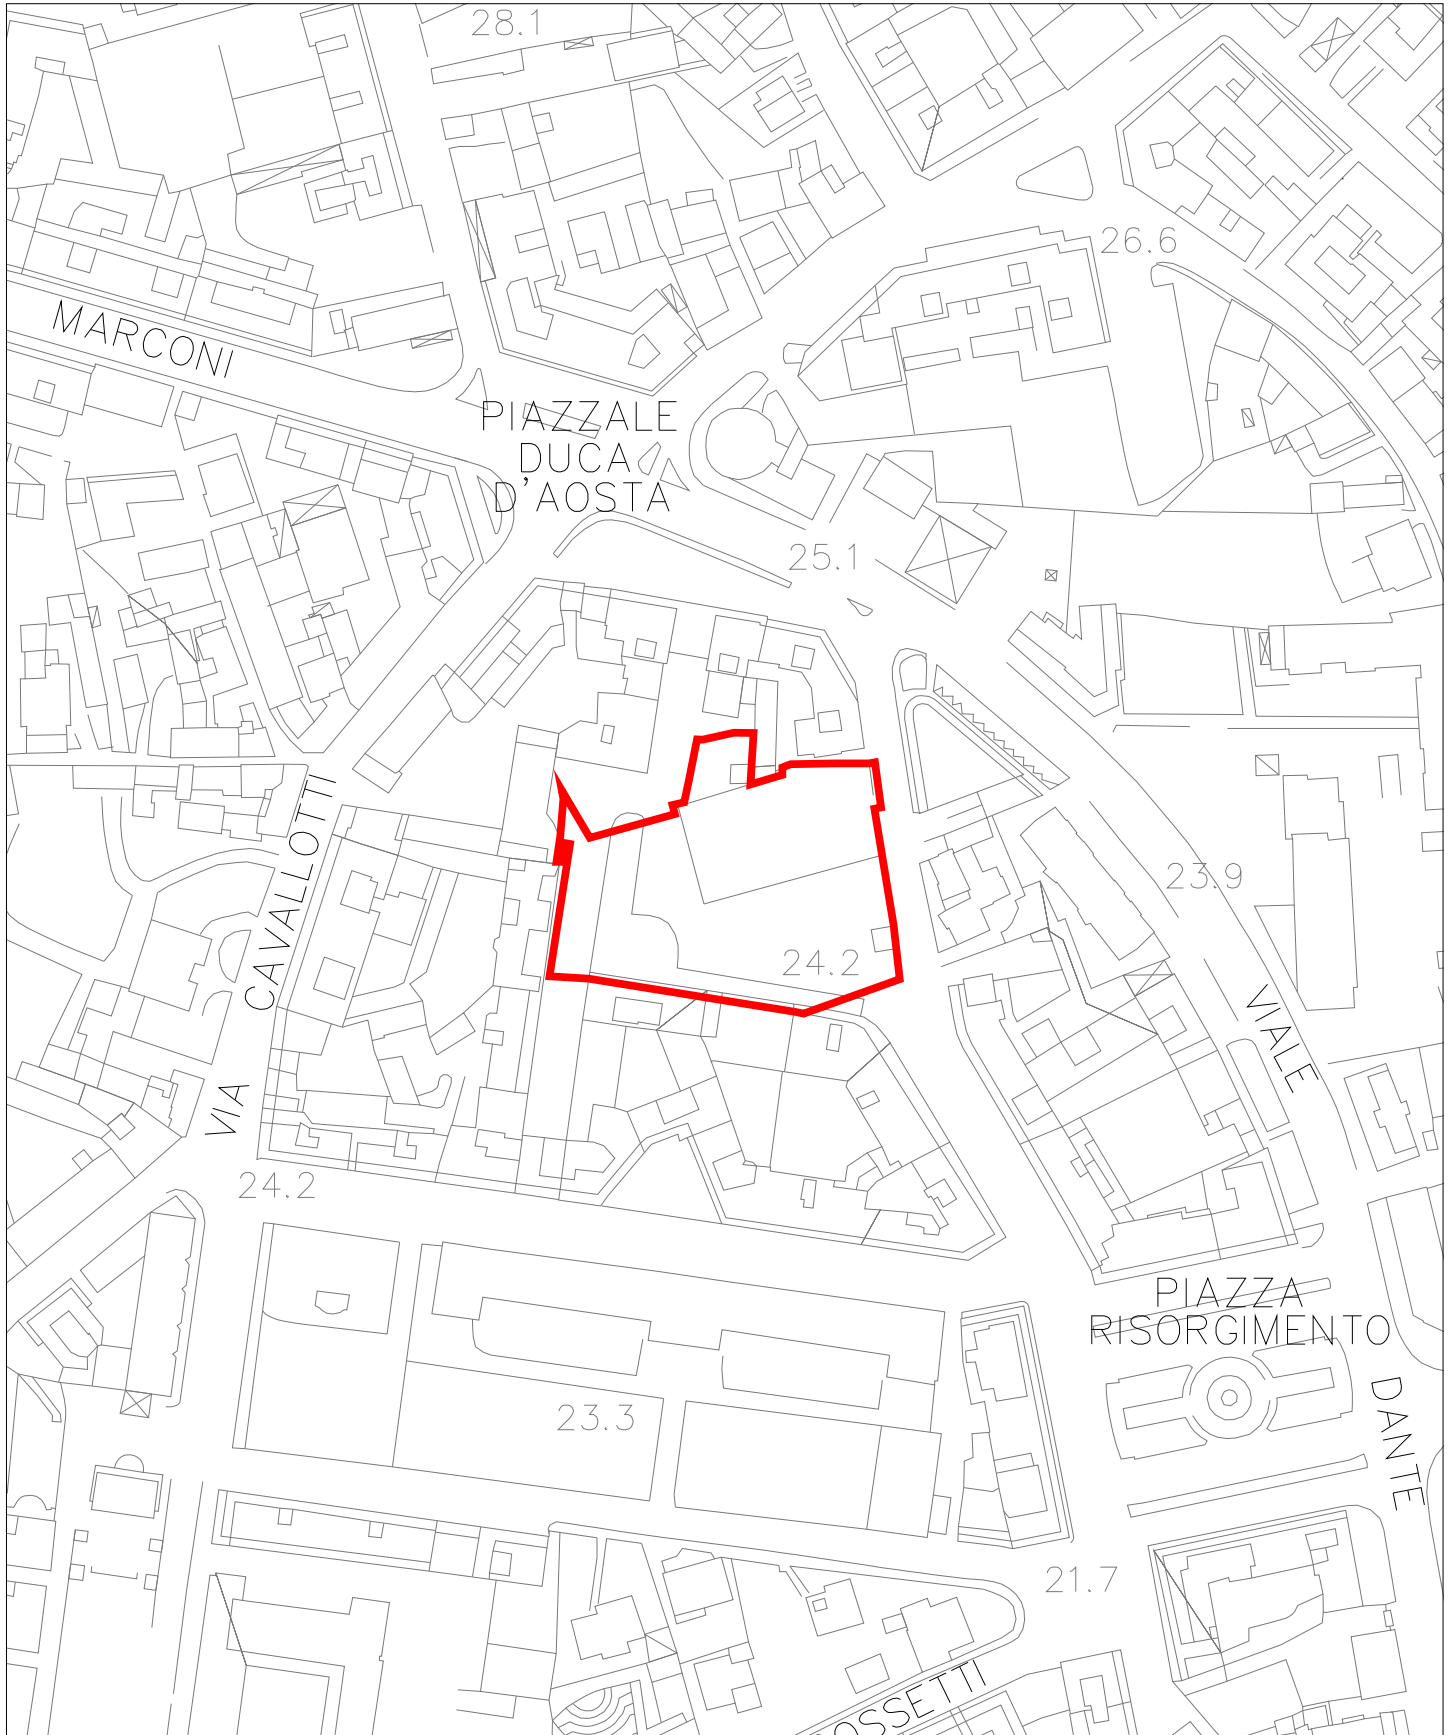 28.1
26.6
MARCONI
PIAZZALE
DUCA
D'AOSTA
25.1
VIA CAVALLOTTI
23.9
24.2
VIALE DANTE
24.2
PIAZZA
RISORGIMENTO
23.3
21.7
OSSETTI